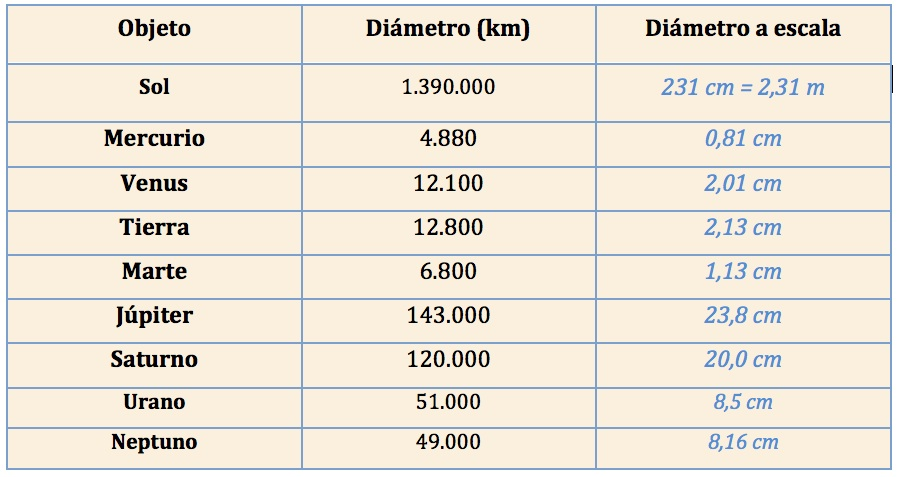 Objeto Diámetro (km) Diámetro a escala
Sol 1.390.000 231 cm = 2,31 m
Mercurio 4.880 0,81 cm
Venus 12.100 2,01 cm
Tierra 12.800 2,13 cm
Marte 6.800 1,13 cm
Júpiter 143.000 23,8 cm
Saturno 120.000 20,0 cm
Urano 51.000 8,5 cm
Neptuno 49.000 8,16 cm